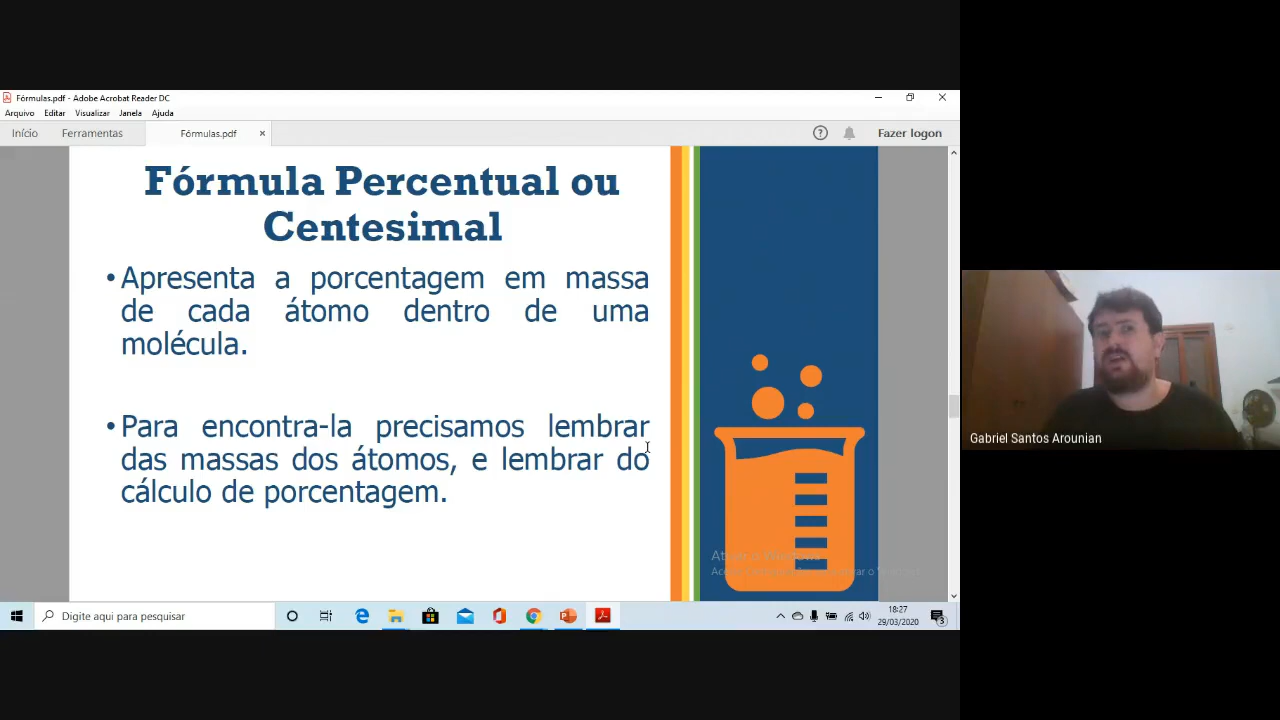 Fórmulas.pdf - Adobe Acrobat Reader DC
Arquivo Editar Visualizar Janela Ajuda
Início Ferramentas Fórmulas.pdf × ? Fazer logon
Fórmula Percentual ou
Centesimal
•Apresenta a porcentagem em massa
de cada átomo dentro de uma
molécula.
•Para encontra-la precisamos lembrar
das massas dos átomos, e lembrar do
cálculo de porcentagem.
Gabriel Santos Arounian
Ativar o Windows
Digite aqui para pesquisar
18:27
29/03/2020
3